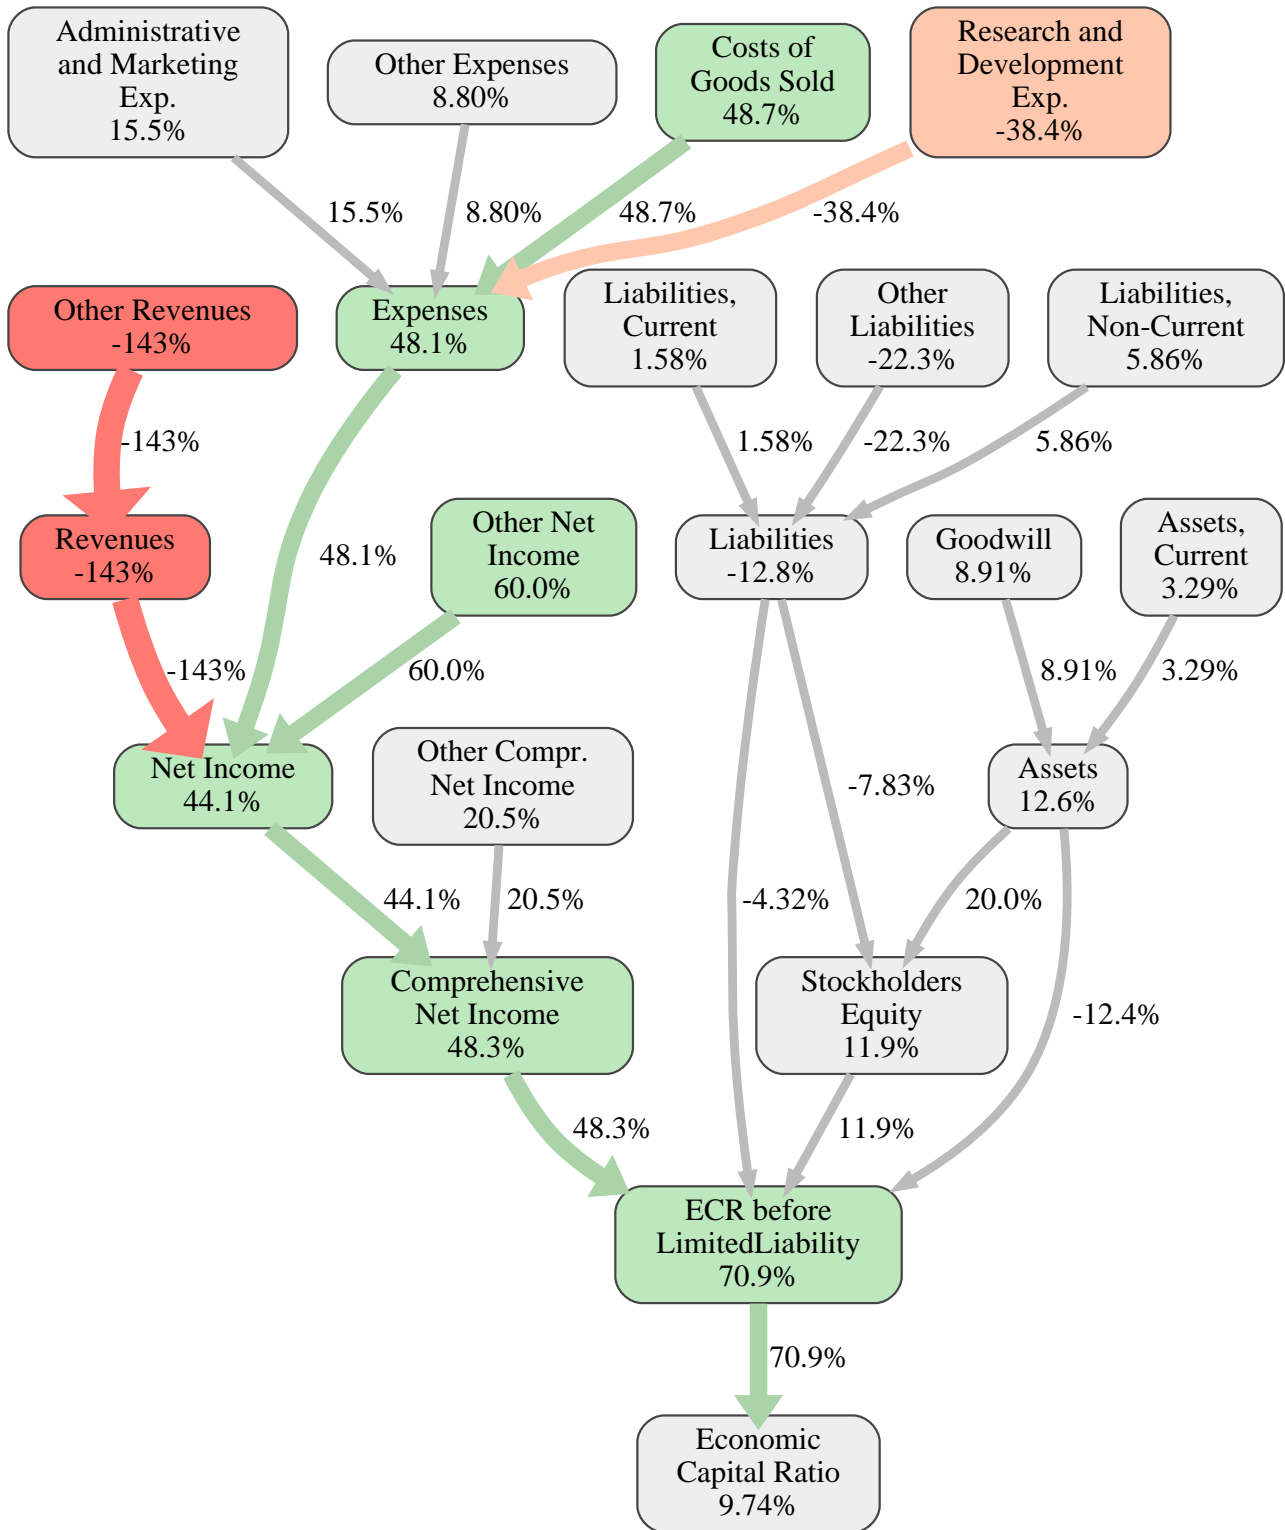 Administrative
and Marketing
Exp.
15.5%
Other Expenses
8.80%
Costs of
Goods Sold
48.7%
Research and
Development
Exp.
-38.4%
15.5%
8.80%
48.7%
-38.4%
Other Revenues
-143%
Expenses
48.1%
Liabilities,
Current
1.58%
Other
Liabilities
-22.3%
Liabilities,
Non-Current
5.86%
-143%
1.58%
-22.3%
5.86%
Revenues
-143%
48.1%
Other Net
Income
60.0%
Liabilities
-12.8%
Goodwill
8.91%
Assets,
Current
3.29%
-143%
60.0%
8.91%
3.29%
Net Income
44.1%
Other Compr.
Net Income
20.5%
-7.83%
Assets
12.6%
44.1%
20.5%
-4.32%
20.0%
Comprehensive
Net Income
48.3%
Stockholders
Equity
11.9%
-12.4%
48.3%
11.9%
ECR before
LimitedLiability
70.9%
70.9%
Economic
Capital Ratio
9.74%